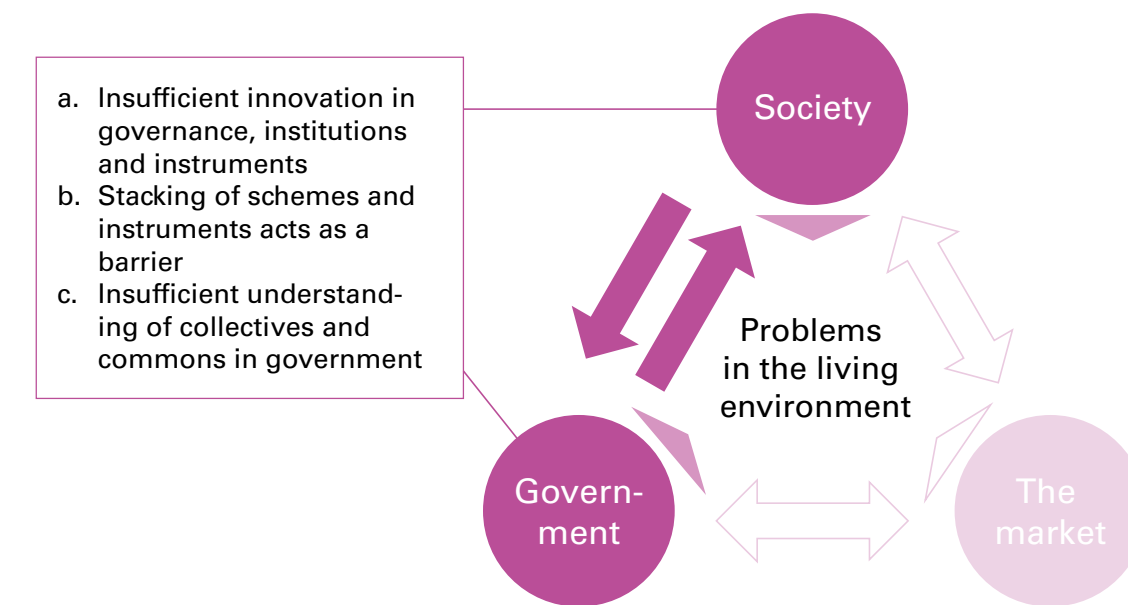 a. Insufficient innovation in
governance, institutions
and instruments
b. Stacking of schemes and
instruments acts as a
barrier
c. Insufficient understand-
ing of collectives and
commons in government
Society
Problems
in the living
environment
Govern-
ment
The
market